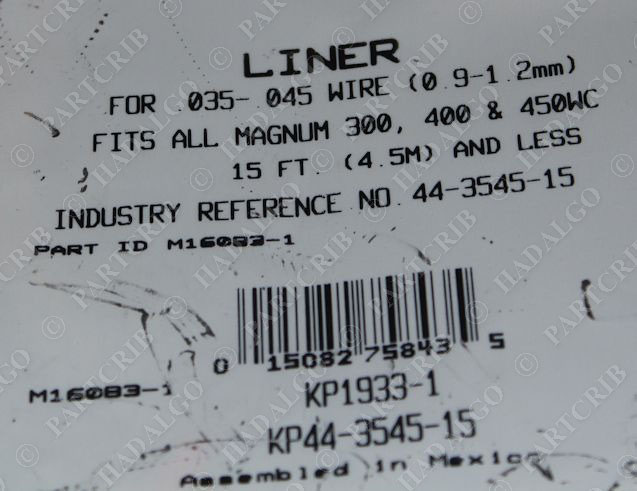 LINER
FOR .035- .045 WIRE (0.9-1.2mm)
FITS ALL MAGNUM 300, 400 & 450WC
15 FT. (4.5M) AND LESS
INDUSTRY REFERENCE NO. 44-3545-15
PART ID M16083-1
0 15082 75843 5
M16083-1
KP1933-1
KP44-3545-15
Assembled in Mexico
© PARTCRIB
© HADALGO